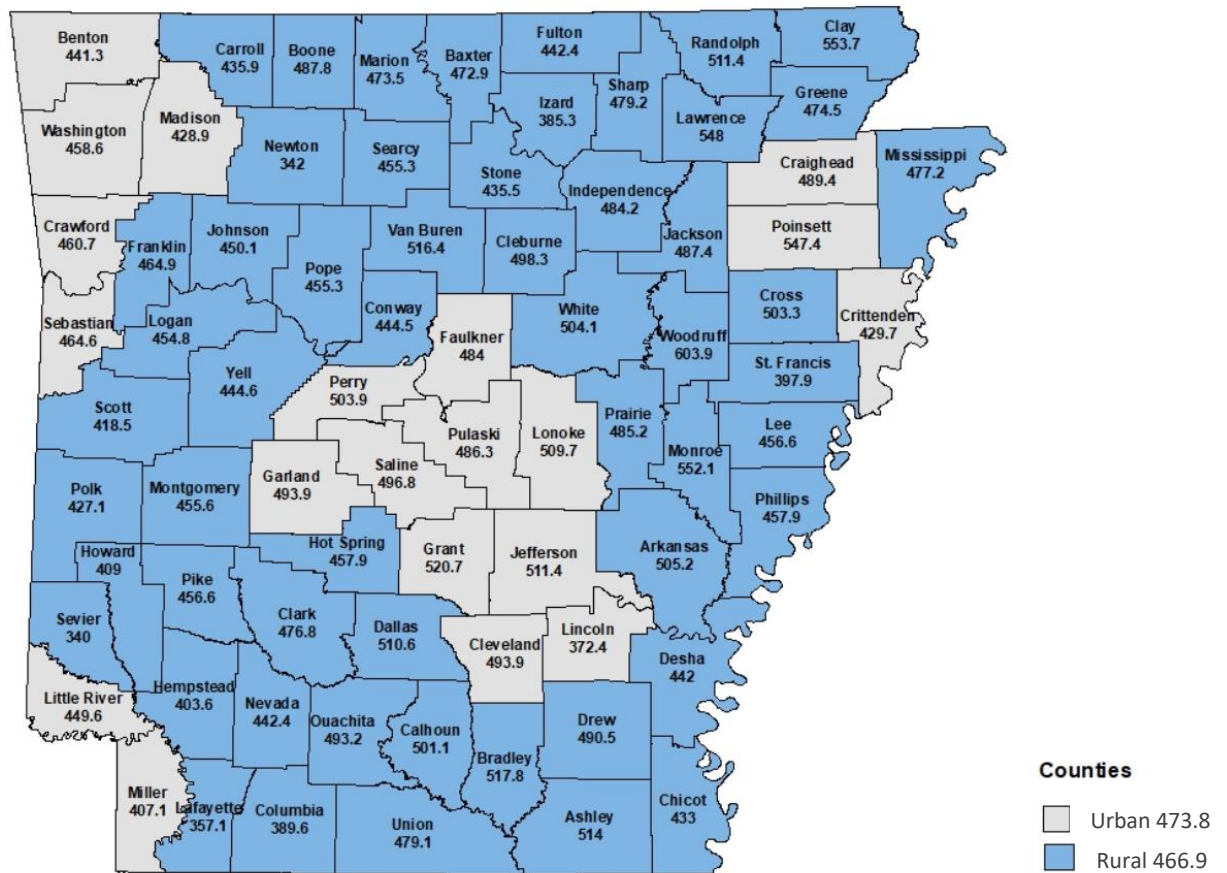 Benton
441.3
Carroll
435.9
Boone
487.8
Marion
473.5
Baxter
472.9
Fulton
442.4
Randolph
511.4
Clay
553.7
Washington
458.6
Madison
428.9
Newton
342
Searcy
455.3
Stone
435.5
Izard
385.3
Sharp
479.2
Lawrence
548
Greene
474.5
Independence
484.2
Craighead
489.4
Mississippi
477.2
Crawford
460.7
Franklin
464.9
Johnson
450.1
Pope
455.3
Van Buren
516.4
Cleburne
498.3
Jackson
487.4
Poinsett
547.4
Sebastian
464.6
Logan
454.8
Conway
444.5
Faulkner
484
White
504.1
Woodruff
603.9
Cross
503.3
Crittenden
429.7
Scott
418.5
Yell
444.6
Perry
503.9
Pulaski
486.3
Lonoke
509.7
Prairie
485.2
Monroe
552.1
St. Francis
397.9
Lee
456.6
Phillips
457.9
Polk
427.1
Montgomery
455.6
Garland
493.9
Saline
496.8
Hot Spring
457.9
Grant
520.7
Jefferson
511.4
Arkansas
505.2
Howard
409
Pike
456.6
Clark
476.8
Dallas
510.6
Cleveland
493.9
Lincoln
372.4
Desha
442
Sevier
340
Little River
449.6
Hempstead
403.6
Nevada
442.4
Ouachita
493.2
Calhoun
501.1
Bradley
517.8
Drew
490.5
Miller
407.1
Lafayette
357.1
Columbia
389.6
Union
479.1
Ashley
514
Chicot
433
Counties
Urban 473.8
Rural 466.9